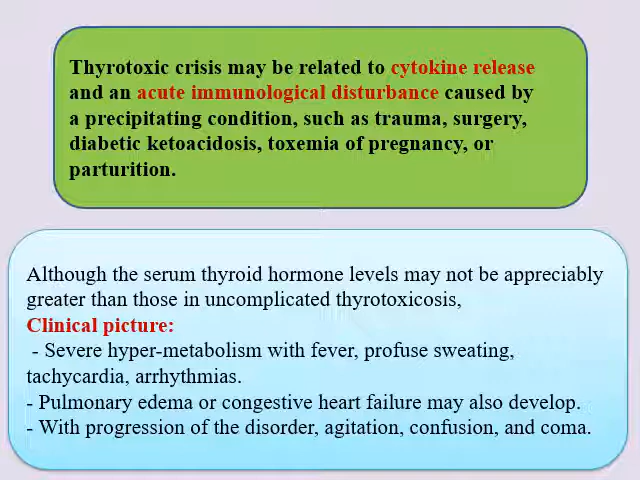 Thyrotoxic crisis may be related to cytokine release
and an acute immunological disturbance caused by
a precipitating condition, such as trauma, surgery,
diabetic ketoacidosis, toxemia of pregnancy, or
parturition.
Although the serum thyroid hormone levels may not be appreciably
greater than those in uncomplicated thyrotoxicosis,
Clinical picture:
- Severe hyper-metabolism with fever, profuse sweating,
tachycardia, arrhythmias.
- Pulmonary edema or congestive heart failure may also develop.
- With progression of the disorder, agitation, confusion, and coma.